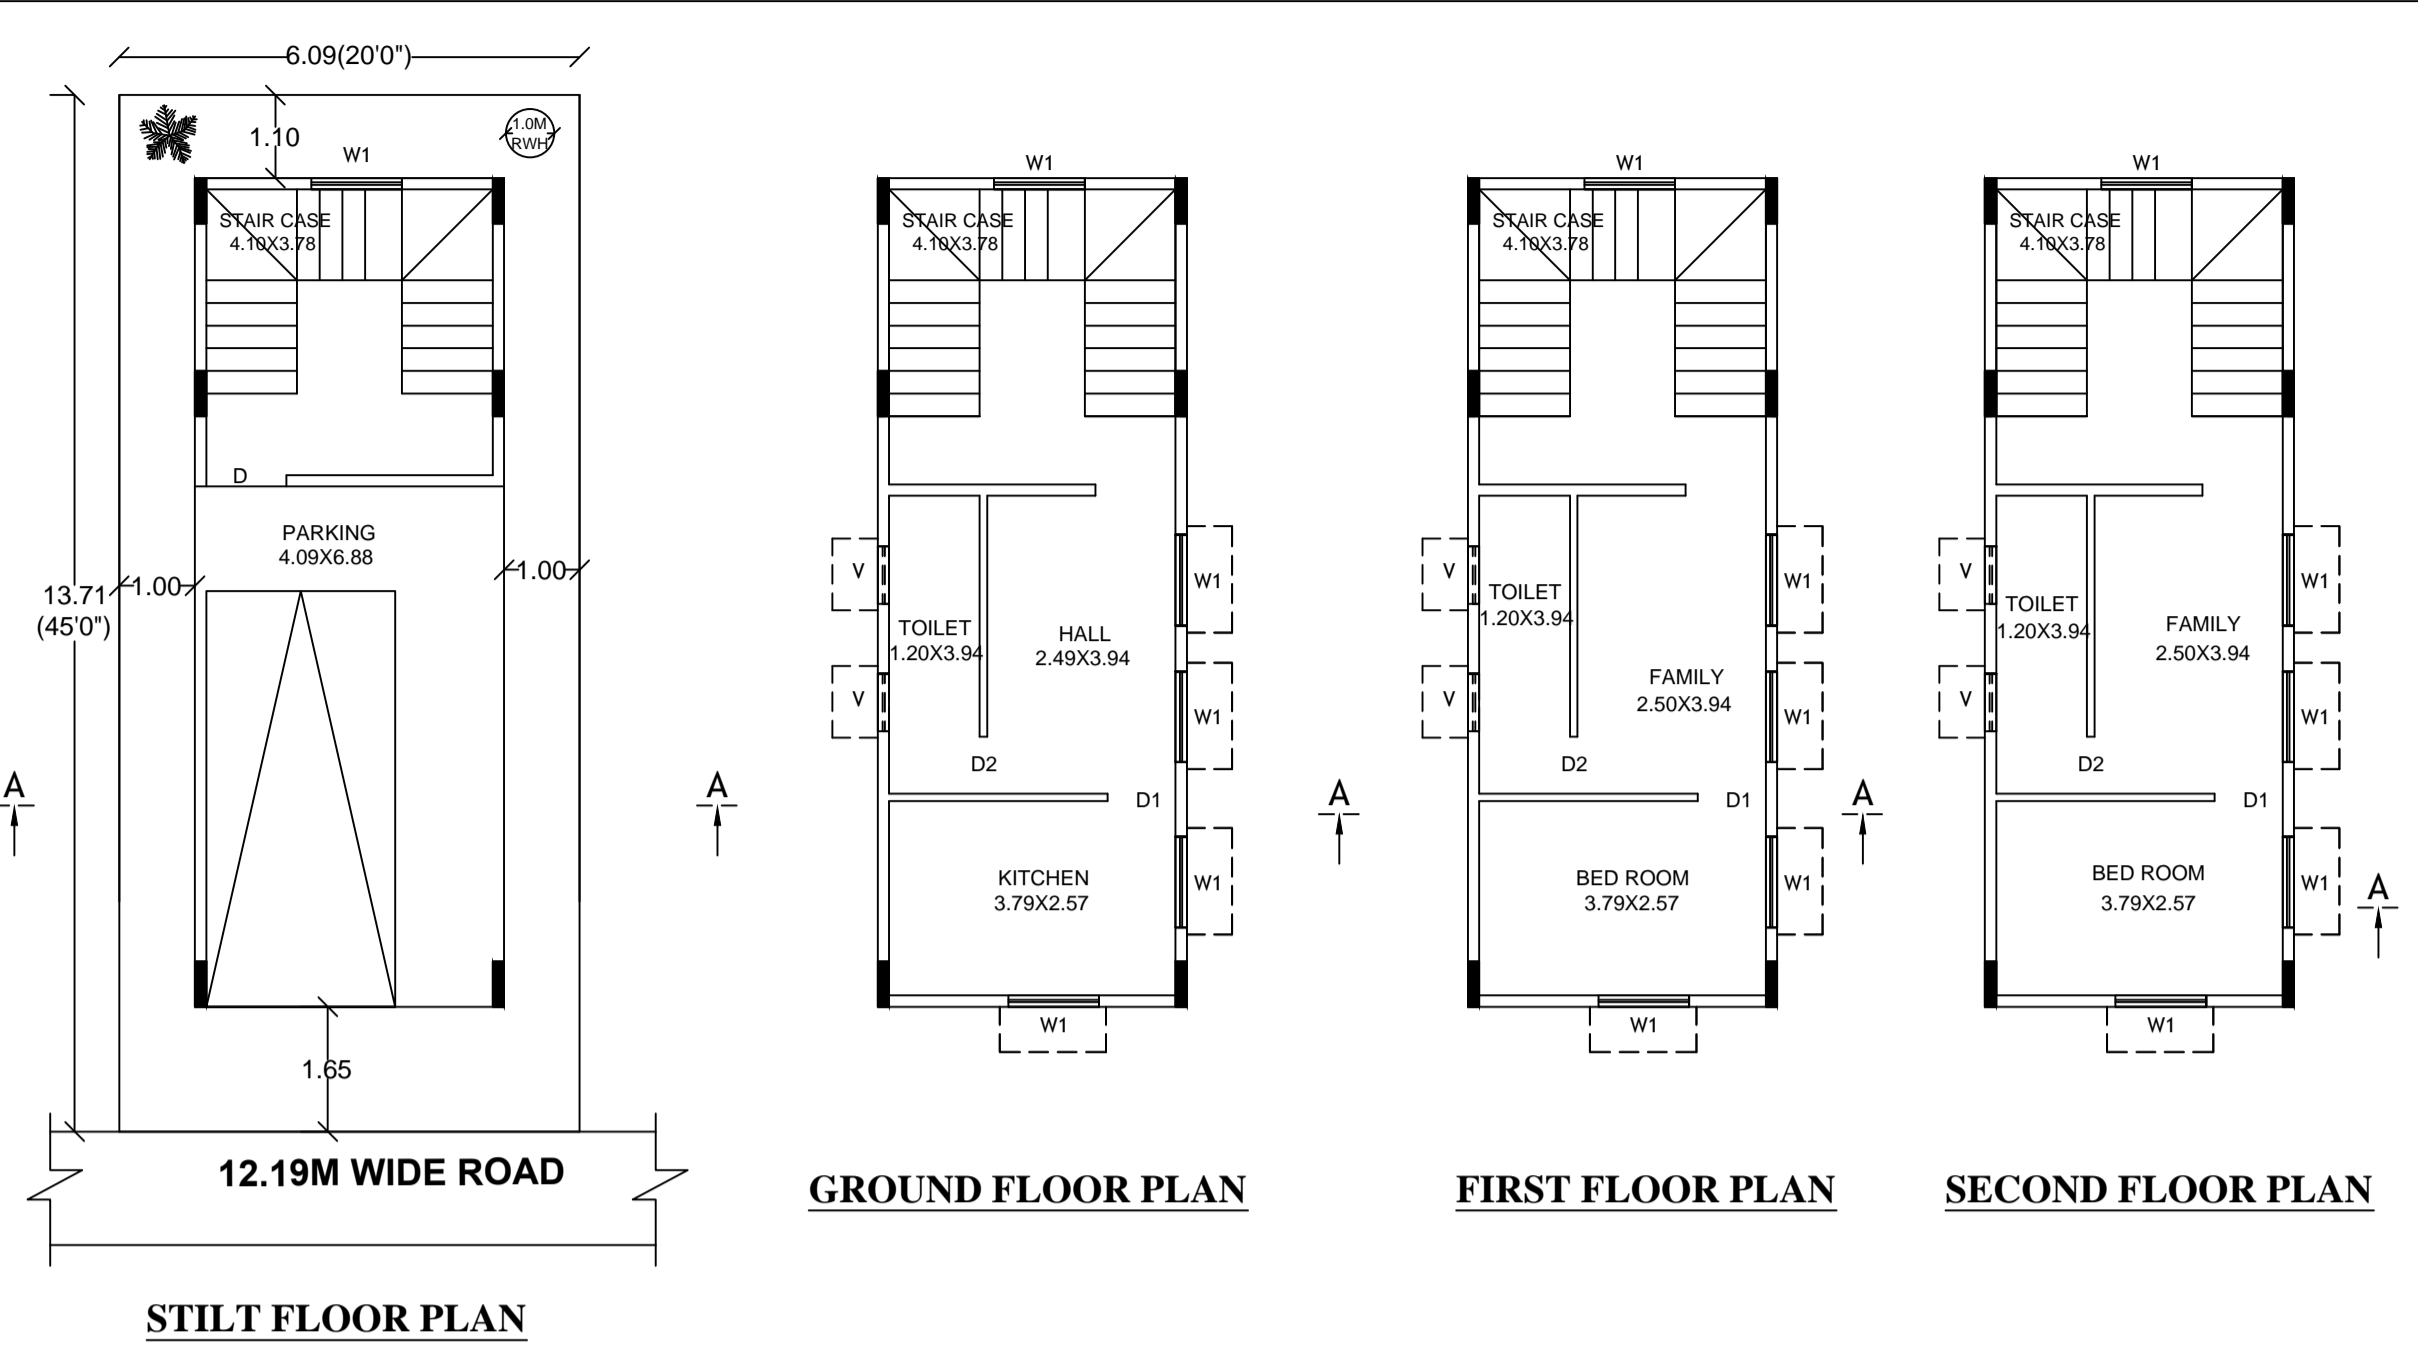 6.09(20'0")
1.10
1.0M
RWH
W1
STAIR CASE
4.10X3.78
D
PARKING
4.09X6.88
1.00
1.00
13.71
(45'0")
A
A
1.65
12.19M WIDE ROAD
STILT FLOOR PLAN
W1
STAIR CASE
4.10X3.78
V
W1
TOILET
1.20X3.94
HALL
2.49X3.94
V
W1
D2
D1
KITCHEN
3.79X2.57
W1
W1
GROUND FLOOR PLAN
A
W1
STAIR CASE
4.10X3.78
V
W1
TOILET
1.20X3.94
FAMILY
2.50X3.94
V
W1
D2
D1
BED ROOM
3.79X2.57
W1
W1
FIRST FLOOR PLAN
A
W1
STAIR CASE
4.10X3.78
V
W1
TOILET
1.20X3.94
FAMILY
2.50X3.94
V
W1
D2
D1
BED ROOM
3.79X2.57
W1
A
W1
SECOND FLOOR PLAN